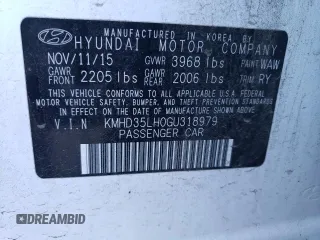 MANUFACTURED IN KOREA BY
HYUNDAI MOTOR COMPANY
NOV/11/15 GVWR 3968 lbs PAINT WAW
GAWR FRONT 2205 lbs GAWR REAR 2006 lbs TRIM RY
THIS VEHICLE CONFORMS TO ALL APPLICABLE U.S.A FEDERAL
MOTOR VEHICLE SAFETY, BUMPER, AND THEFT PREVENTION
STANDARDS IN EFFECT ON THE DATE OF MANUFACTURE SHOWN ABOVE.
V.I.N KMHD35LH0GU318979
PASSENGER CAR
DREAMBID